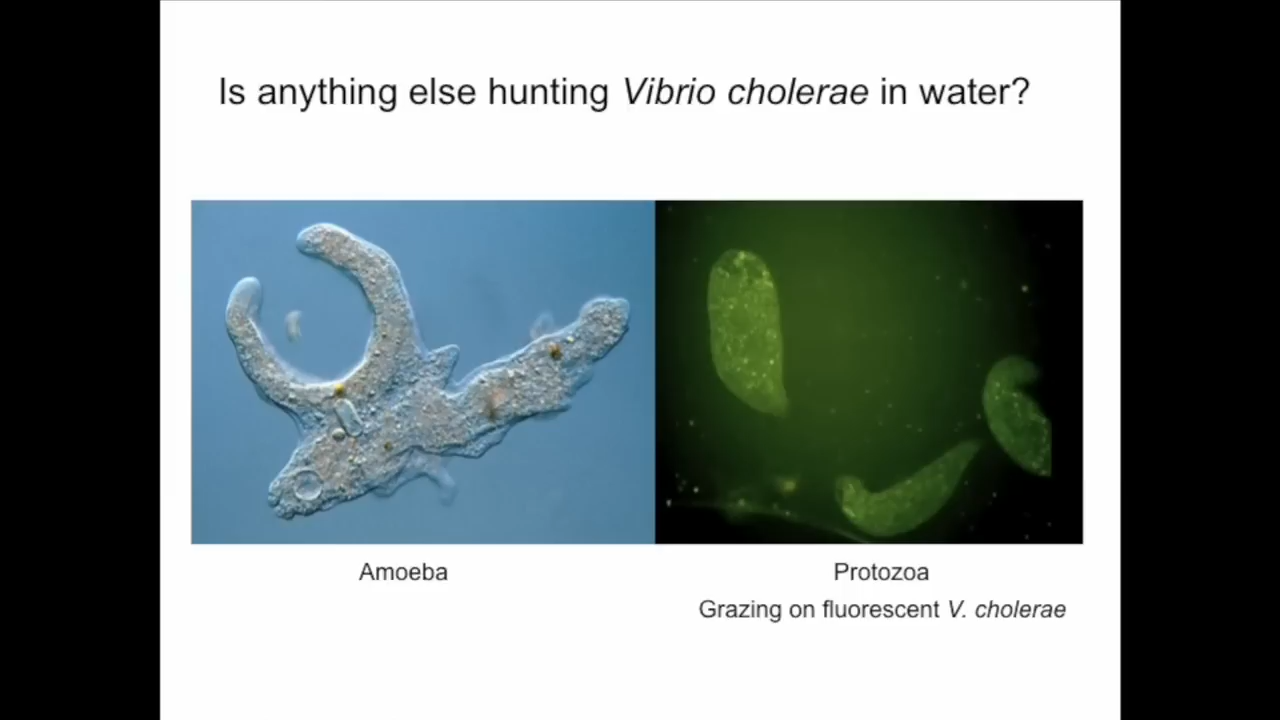 Is anything else hunting Vibrio cholerae in water?
Amoeba
Protozoa
Grazing on fluorescent V. cholerae